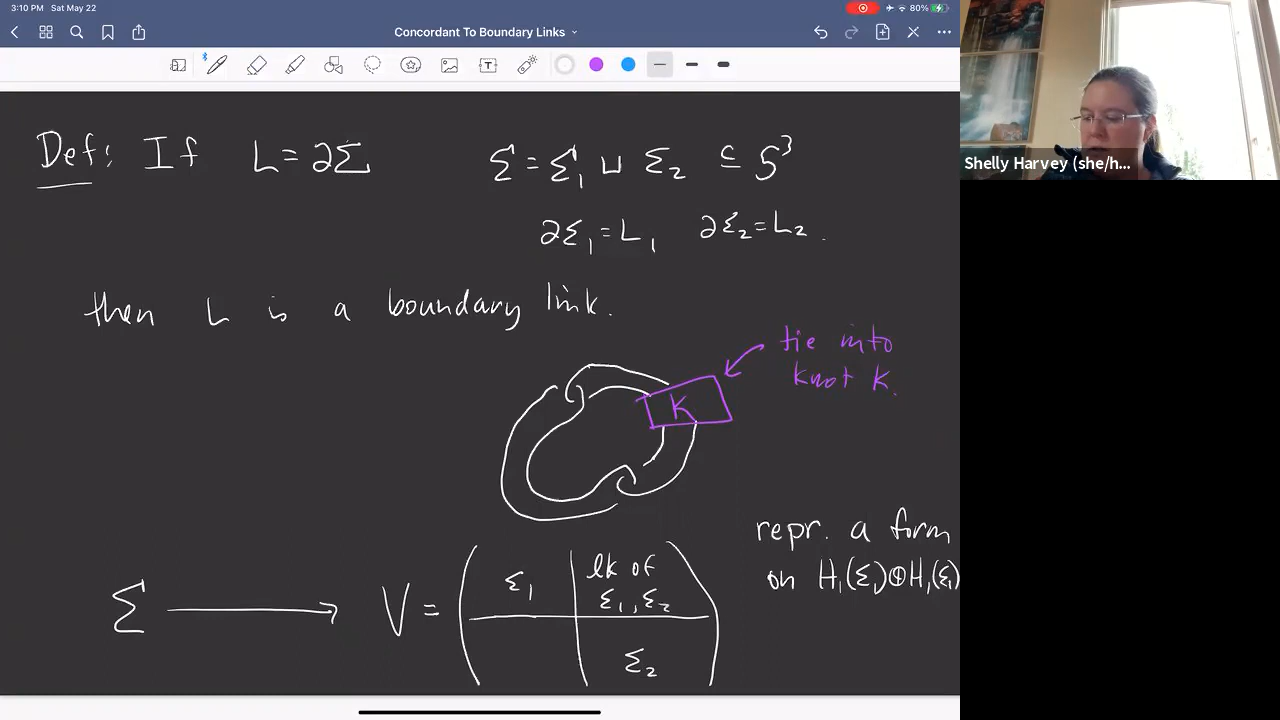 3:10 PM Sat May 22
80%
Concordant To Boundary Links
Def: If L = ∂Σ Σ = Σ₁ ⊔ Σ₂ ⊆ S³
∂Σ₁ = L₁ ∂Σ₂ = L₂.
then L is a boundary link.
tie into
knot K.
K
Shelly Harvey (she/h...
repr. a form
on H₁(Σ₁)⊕H₁(Σ₁)
Σ → V = ( Σ₁ | lk of Σ₁, Σ₂
Σ₂ )